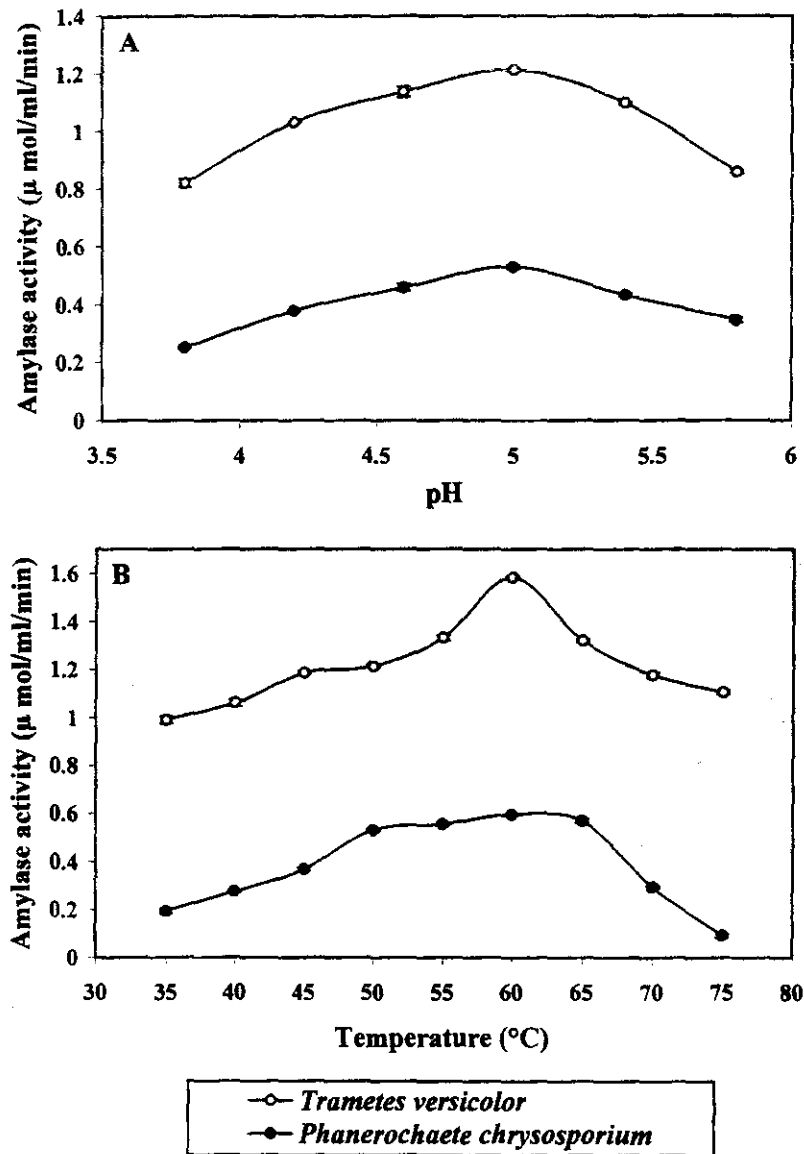 A
Amylase activity (µ mol/ml/min)
1.4
1.2
1
0.8
0.6
0.4
0.2
0
3.5 4 4.5 5 5.5 6
pH
B
Amylase activity (µ mol/ml/min)
1.6
1.4
1.2
1
0.8
0.6
0.4
0.2
0
30 35 40 45 50 55 60 65 70 75 80
Temperature (°C)
Trametes versicolor
Phanerochaete chrysosporium